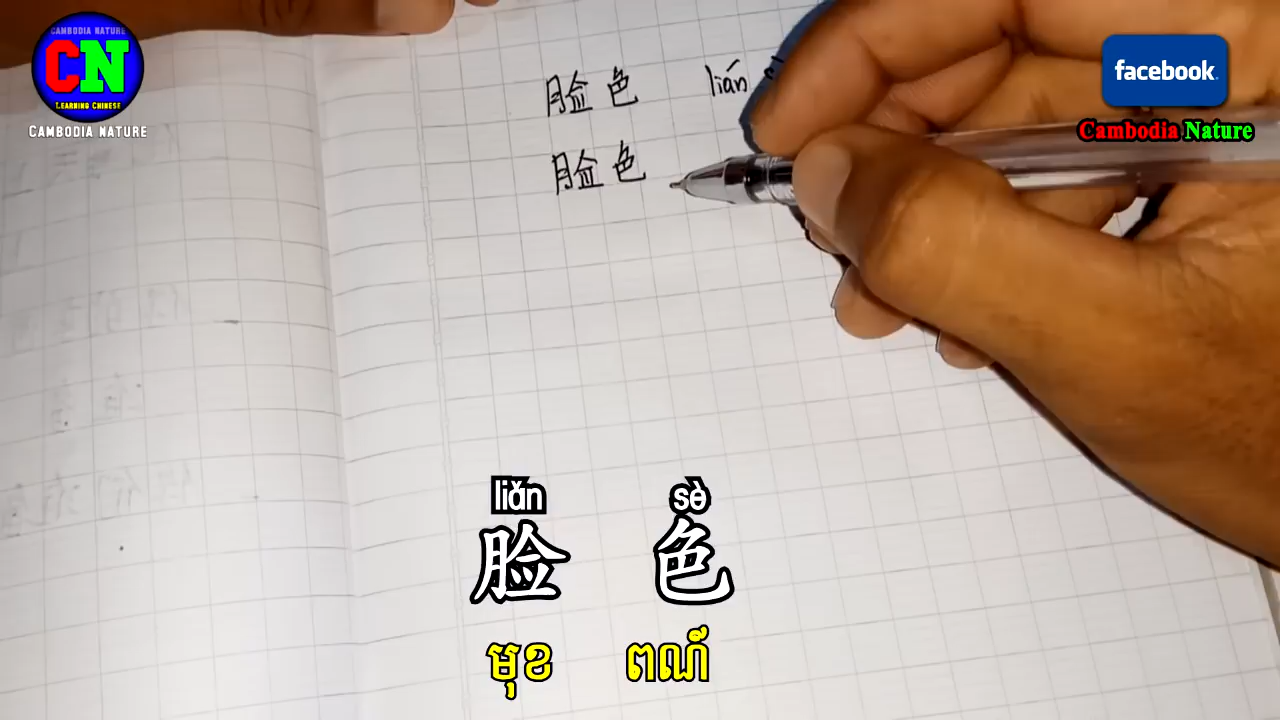 CAMBODIA NATURE
CN
LEARNING CHINESE
CAMBODIA NATURE
facebook
Cambodia Nature
脸色 lián
脸色
liǎn sè
脸 色
មុខ ពណ៌